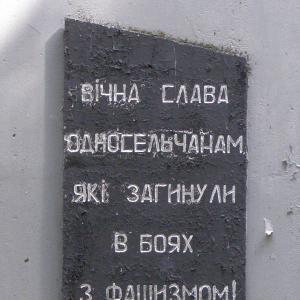 ВІЧНА СЛАВА
ОДНОСЕЛЬЧАНАМ
ЯКІ ЗАГИНУЛИ
В БОЯХ
З ФАШИЗМОМ!